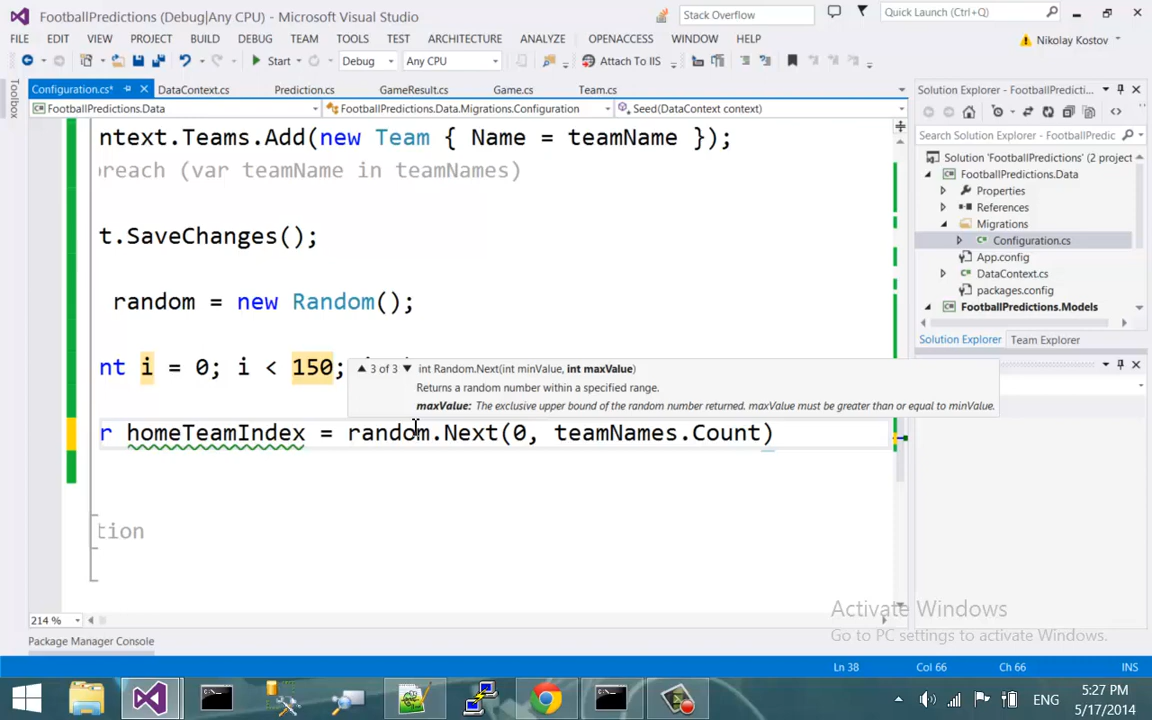 FootballPredictions (Debug|Any CPU) - Microsoft Visual Studio
Stack Overflow
Quick Launch (Ctrl+Q)
FILE EDIT VIEW PROJECT BUILD DEBUG TEAM TOOLS TEST ARCHITECTURE ANALYZE OPENACCESS WINDOW HELP
Nikolay Kostov
Start Debug Any CPU Attach To IIS
Toolbox
Configuration.cs* DataContext.cs Prediction.cs GameResult.cs Game.cs Team.cs
FootballPredictions.Data FootballPredictions.Data.Migrations.Configuration Seed(DataContext context)
ntext.Teams.Add(new Team { Name = teamName });
reach (var teamName in teamNames)
t.SaveChanges();
random = new Random();
nt i = 0; i < 150;
3 of 3 int Random.Next(int minValue, int maxValue)
Returns a random number within a specified range.
maxValue: The exclusive upper bound of the random number returned. maxValue must be greater than or equal to minValue.
r homeTeamIndex = random.Next(0, teamNames.Count)
tion
214 %
Package Manager Console
Solution Explorer - FootballPredicti...
Search Solution Explorer - FootballPredic
Solution 'FootballPredictions' (2 project
FootballPredictions.Data
Properties
References
Migrations
Configuration.cs
App.config
DataContext.cs
packages.config
FootballPredictions.Models
Solution Explorer Team Explorer
Activate Windows
Go to PC settings to activate Windows.
Ln 38 Col 66 Ch 66 INS
ENG
5:27 PM
5/17/2014